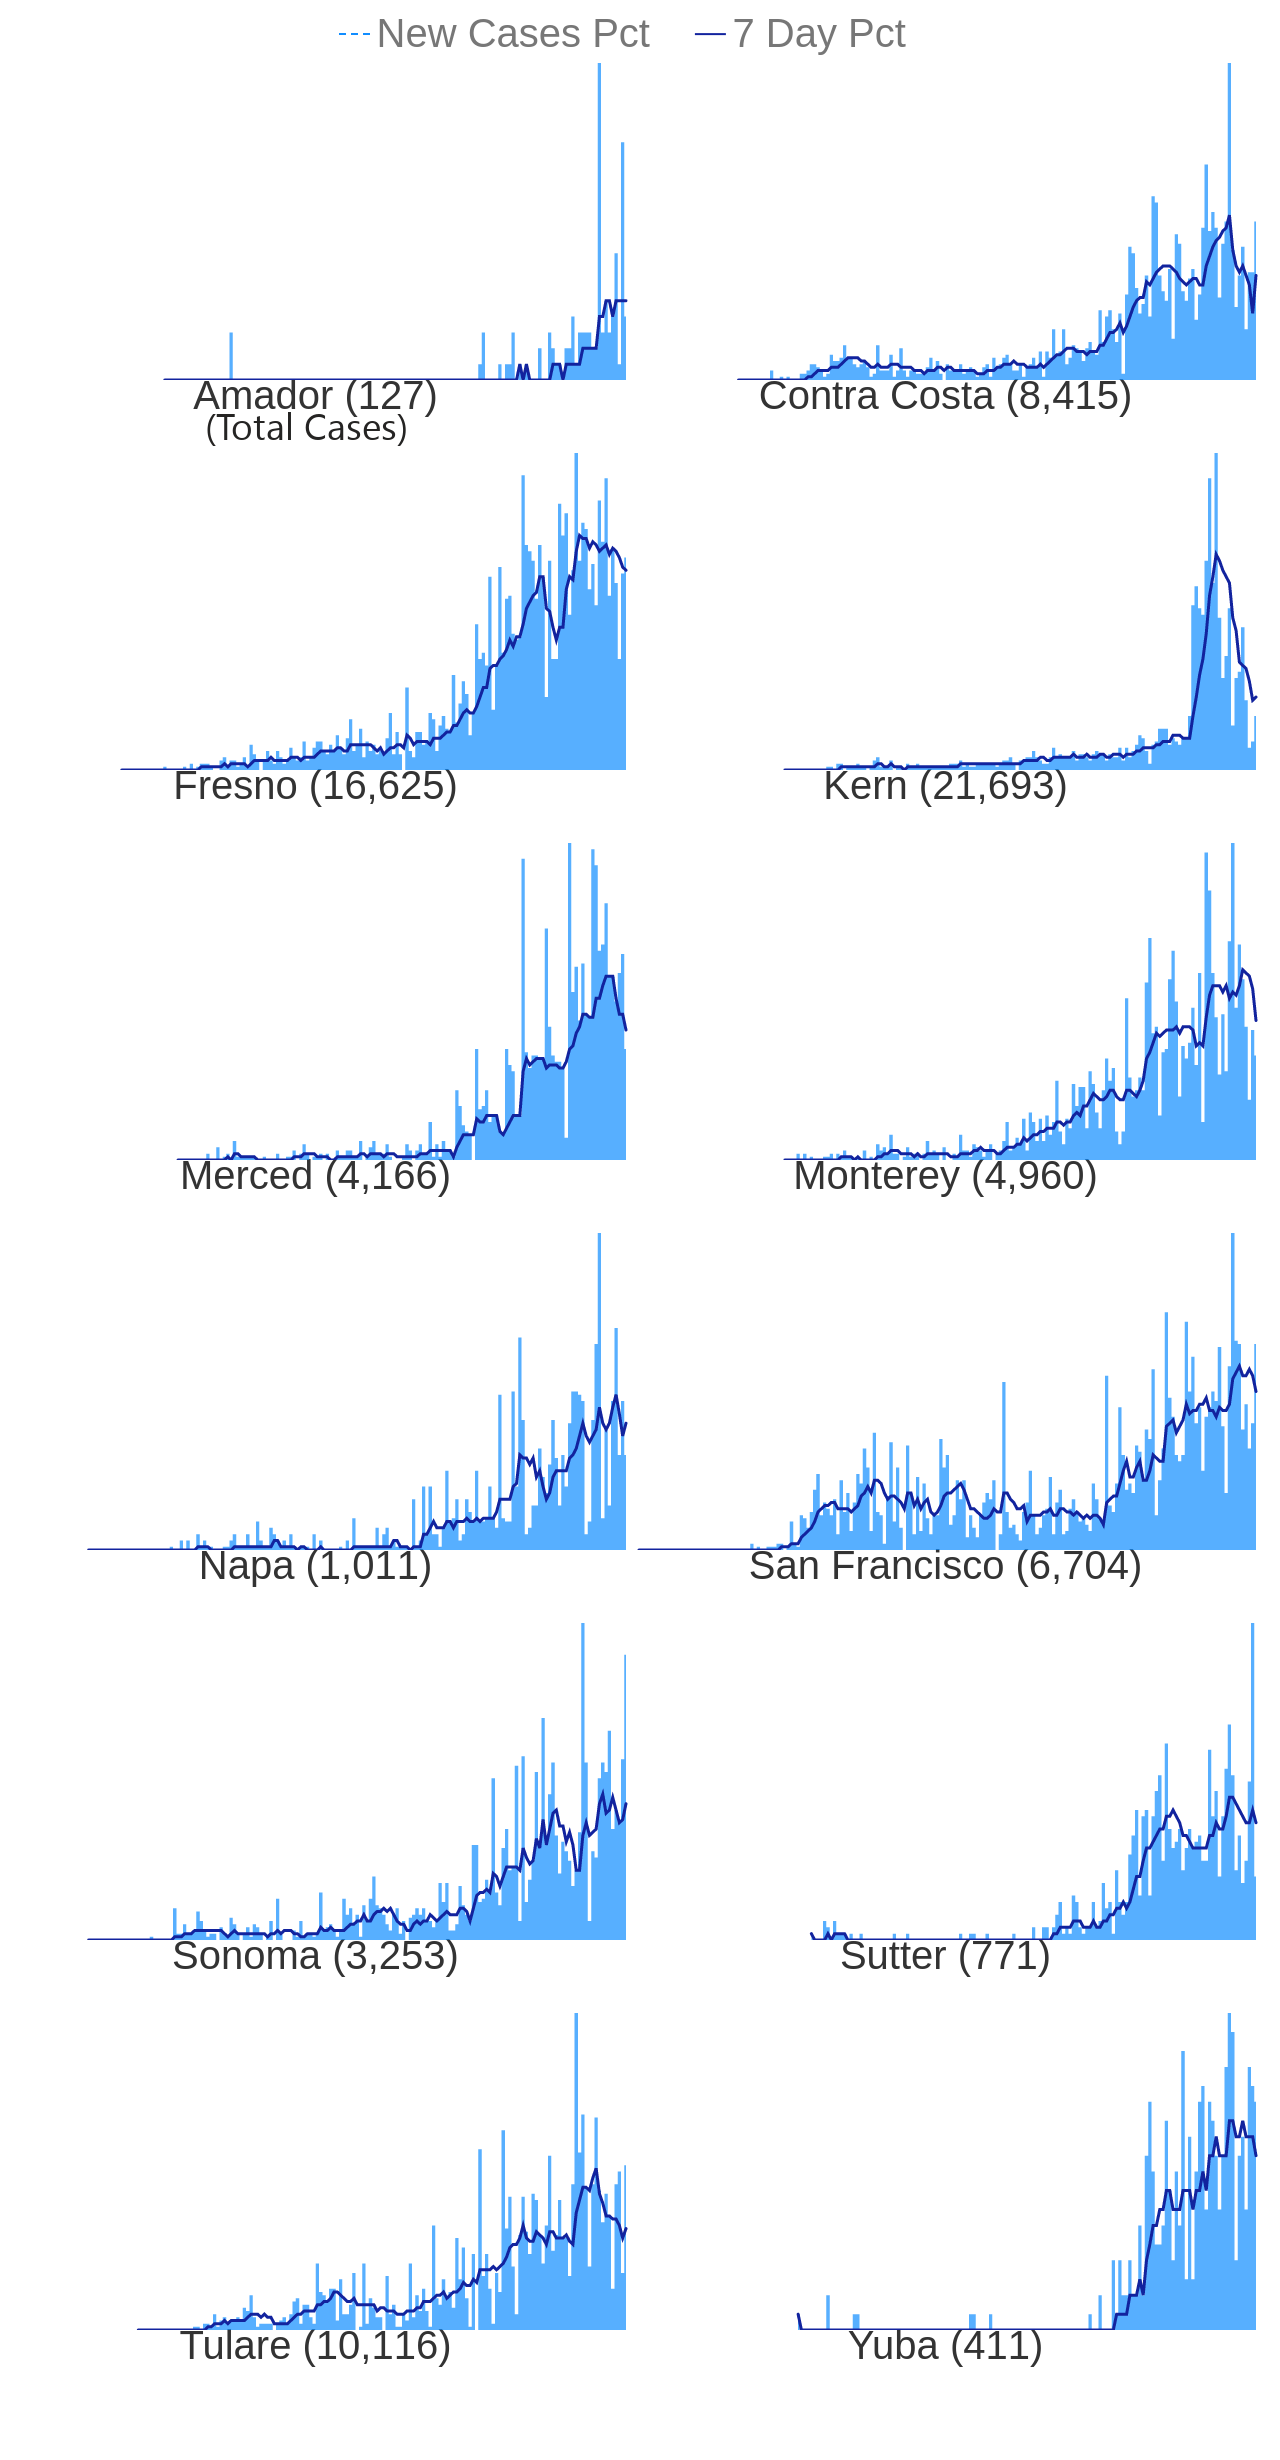 New Cases Pct 7 Day Pct
Amador (127) Contra Costa (8,415)
(Total Cases)
Fresno (16,625) Kern (21,693)
Merced (4,166) Monterey (4,960)
Napa (1,011) San Francisco (6,704)
Sonoma (3,253) Sutter (771)
Tulare (10,116) Yuba (411)